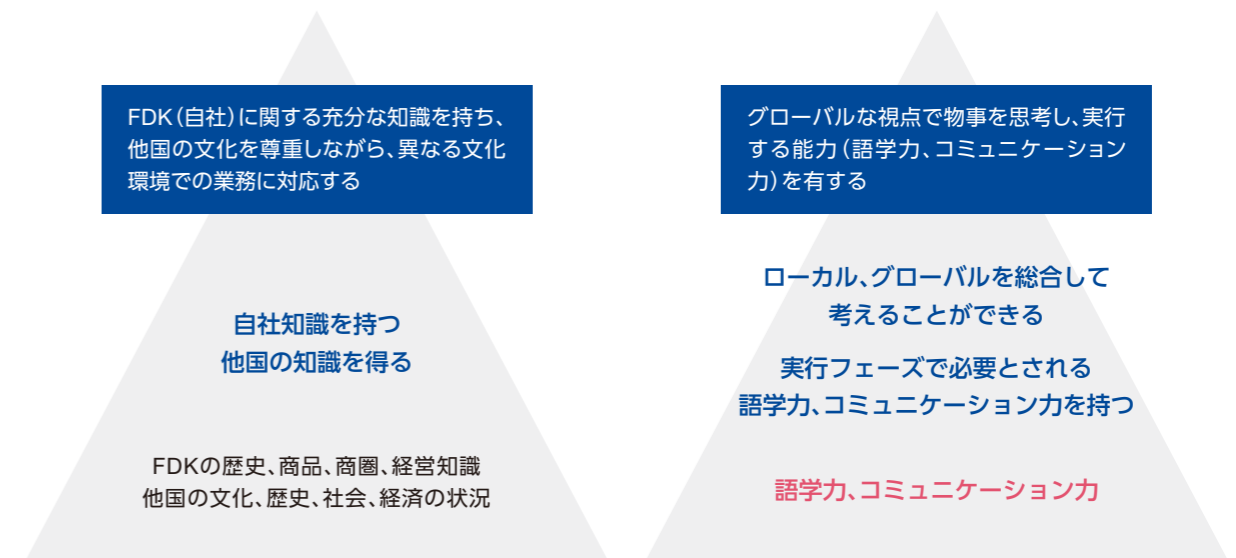 FDK（自社）に関する充分な知識を持ち、
他国の文化を尊重しながら、異なる文化
環境での業務に対応する
自社知識を持つ
他国の知識を得る
FDKの歴史、商品、商圏、経営知識
他国の文化、歴史、社会、経済の状況
グローバルな視点で物事を思考し、実行
する能力（語学力、コミュニケーション
力）を有する
ローカル、グローバルを総合して
考えることができる
実行フェーズで必要とされる
語学力、コミュニケーション力を持つ
語学力、コミュニケーション力